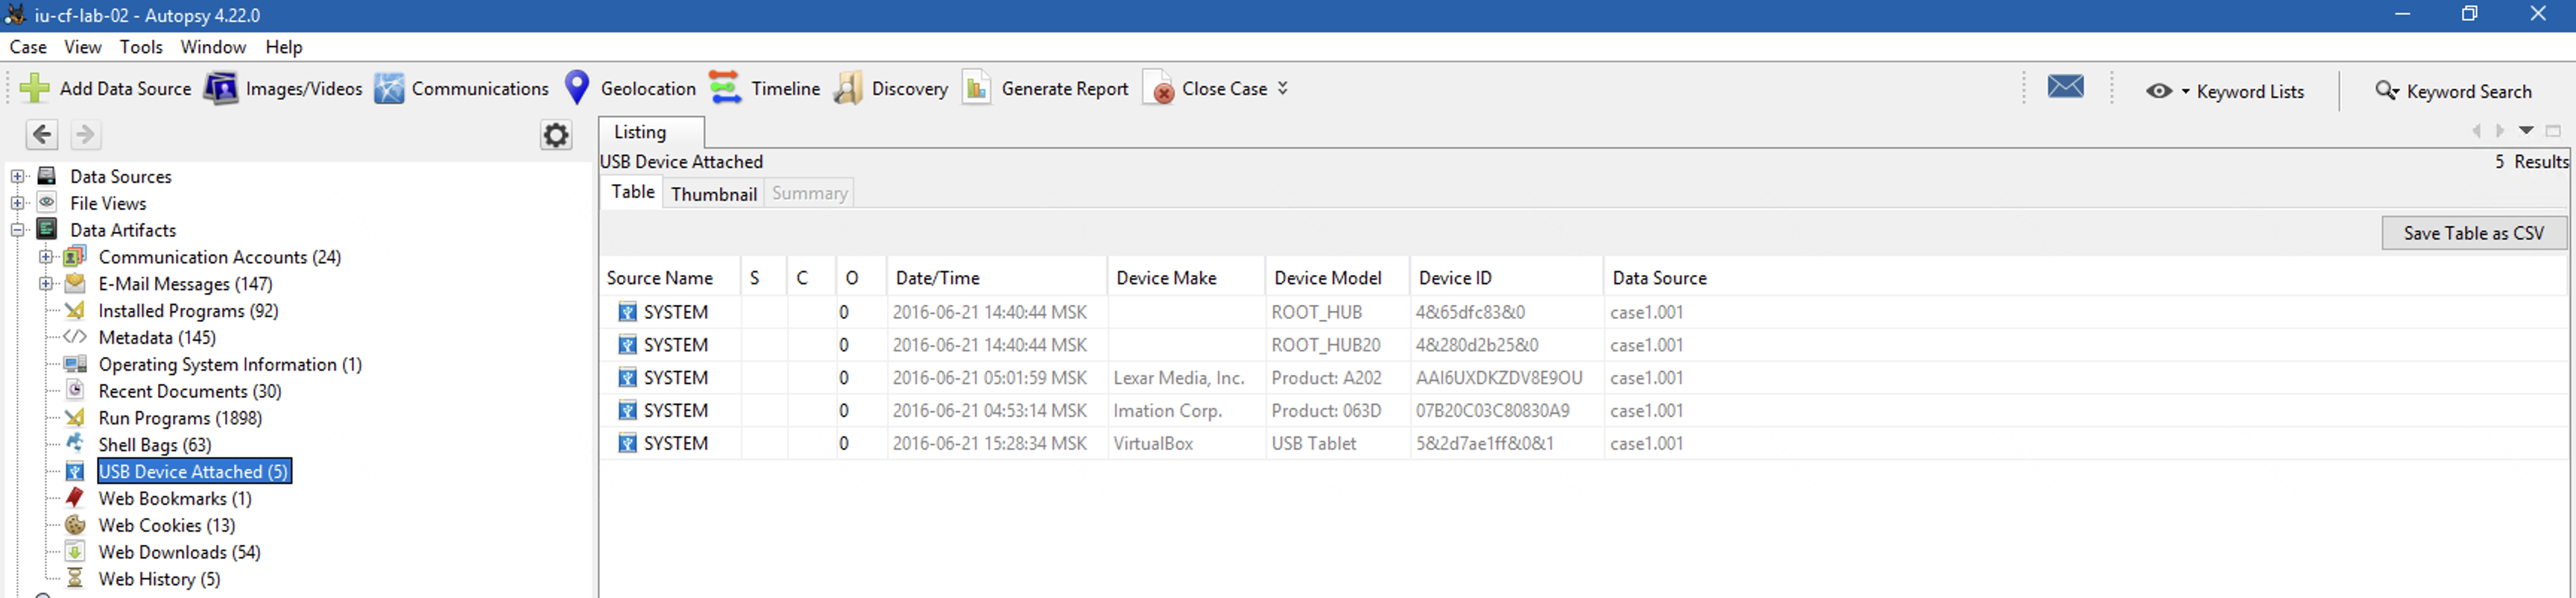 iu-cf-lab-02 - Autopsy 4.22.0
Case View Tools Window Help
Add Data Source Images/Videos Communications Geolocation Timeline Discovery Generate Report Close Case Keyword Lists Keyword Search
Data Sources
File Views
Data Artifacts
Communication Accounts (24)
E-Mail Messages (147)
Installed Programs (92)
Metadata (145)
Operating System Information (1)
Recent Documents (30)
Run Programs (1898)
Shell Bags (63)
USB Device Attached (5)
Web Bookmarks (1)
Web Cookies (13)
Web Downloads (54)
Web History (5)
Listing
USB Device Attached 5 Results
Table Thumbnail Summary
Save Table as CSV
Source Name S C O Date/Time Device Make Device Model Device ID Data Source
SYSTEM 0 2016-06-21 14:40:44 MSK ROOT_HUB 4&65dfc83&0 case1.001
SYSTEM 0 2016-06-21 14:40:44 MSK ROOT_HUB20 4&280d2b25&0 case1.001
SYSTEM 0 2016-06-21 05:01:59 MSK Lexar Media, Inc. Product: A202 AAI6UXDKZDV8E9OU case1.001
SYSTEM 0 2016-06-21 04:53:14 MSK Imation Corp. Product: 063D 07B20C03C80830A9 case1.001
SYSTEM 0 2016-06-21 15:28:34 MSK VirtualBox USB Tablet 5&2d7ae1ff&0&1 case1.001